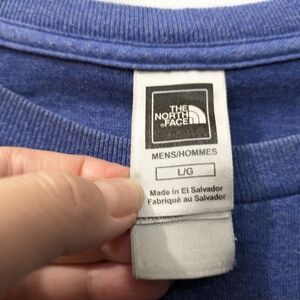 THE
NORTH
FACE
MENS/HOMMES
L/G
Made in El Salvador
Fabriqué au Salvador